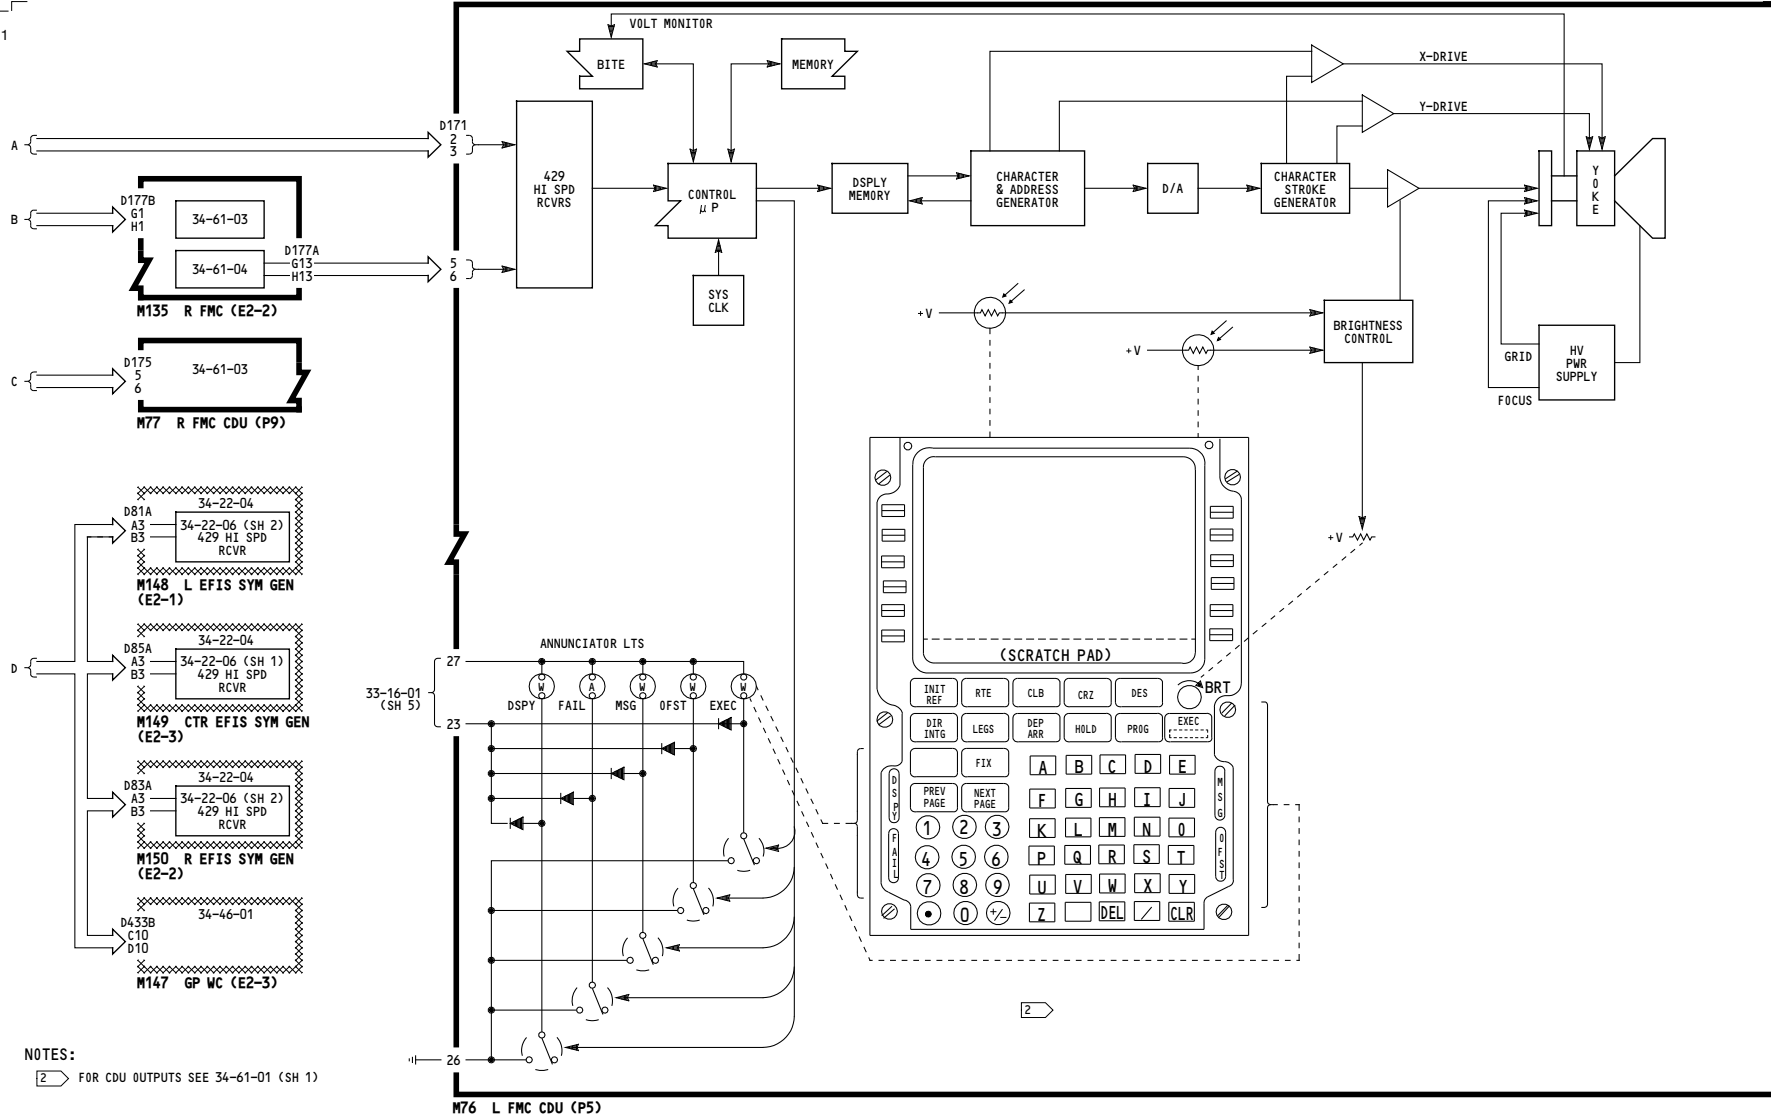 1
VOLT MONITOR
BITE
MEMORY
X-DRIVE
Y-DRIVE
A
D171
2
3
429
HI SPD
RCVRS
CONTROL
μ P
DSPLY
MEMORY
CHARACTER
& ADDRESS
GENERATOR
D/A
CHARACTER
STROKE
GENERATOR
Y
O
K
E
B
D177B
G1
H1
34-61-03
34-61-04
D177A
G13
H13
5
6
SYS
CLK
M135 R FMC (E2-2)
+V
+V
BRIGHTNESS
CONTROL
GRID
FOCUS
HV
PWR
SUPPLY
C
D175
5
6
34-61-03
M77 R FMC CDU (P9)
D81A
A3
B3
34-22-04
34-22-06 (SH 2)
429 HI SPD
RCVR
M148 L EFIS SYM GEN
(E2-1)
+V
D
D85A
A3
B3
34-22-04
34-22-06 (SH 1)
429 HI SPD
RCVR
M149 CTR EFIS SYM GEN
(E2-3)
D83A
A3
B3
34-22-04
34-22-06 (SH 2)
429 HI SPD
RCVR
M150 R EFIS SYM GEN
(E2-2)
D433B
C10
D10
34-46-01
M147 GP WC (E2-3)
33-16-01
(SH 5)
27
23
26
ANNUNCIATOR LTS
W
A
W
W
W
DSPY
FAIL
MSG
OFST
EXEC
(SCRATCH PAD)
INIT
REF
RTE
CLB
CRZ
DES
BRT
DIR
INTG
LEGS
DEP
ARR
HOLD
PROG
EXEC
FIX
PREV
PAGE
NEXT
PAGE
A B C D E
F G H I J
K L M N O
P Q R S T
U V W X Y
Z DEL / CLR
1 2 3
4 5 6
7 8 9
• 0 +/-
DSPY
FAIL
MSG
OFST
2
NOTES:
2 FOR CDU OUTPUTS SEE 34-61-01 (SH 1)
M76 L FMC CDU (P5)